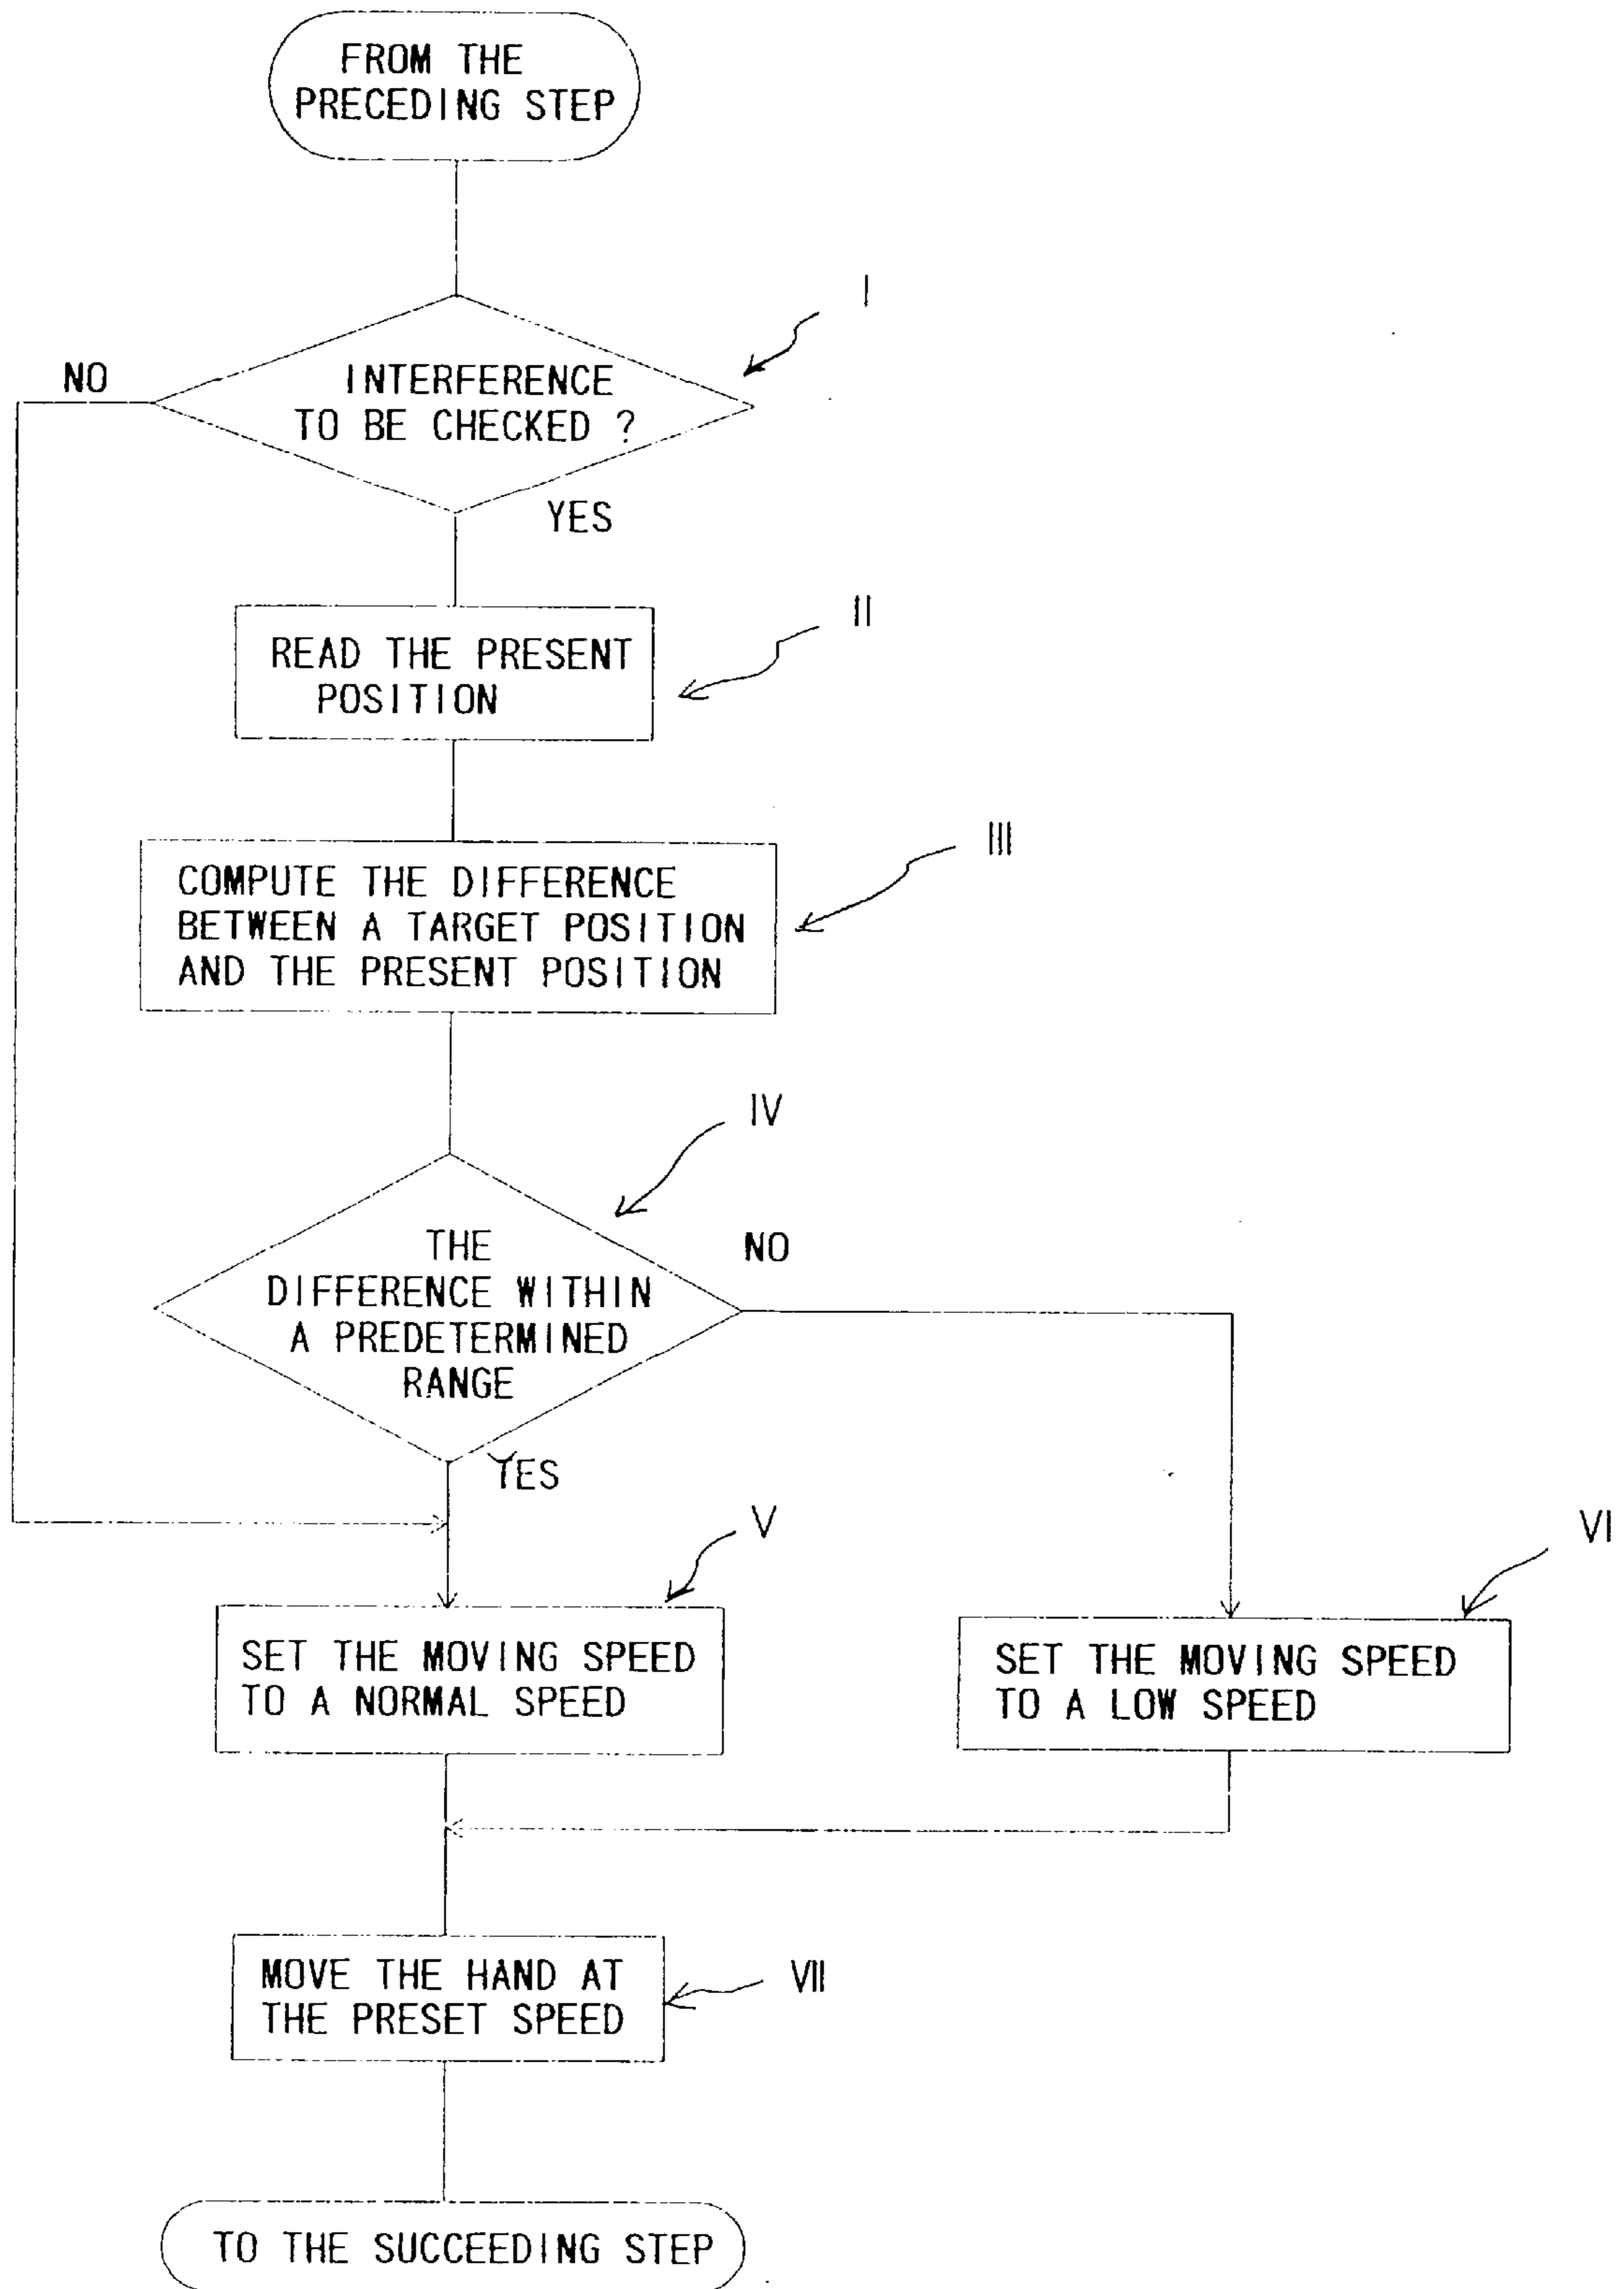 FROM THE
PRECEDING STEP
I
NO
INTERFERENCE
TO BE CHECKED ?
YES
II
READ THE PRESENT
POSITION
III
COMPUTE THE DIFFERENCE
BETWEEN A TARGET POSITION
AND THE PRESENT POSITION
IV
THE
DIFFERENCE WITHIN
A PREDETERMINED
RANGE
NO
YES
V
VI
SET THE MOVING SPEED
TO A NORMAL SPEED
SET THE MOVING SPEED
TO A LOW SPEED
MOVE THE HAND AT
THE PRESET SPEED
VII
TO THE SUCCEEDING STEP